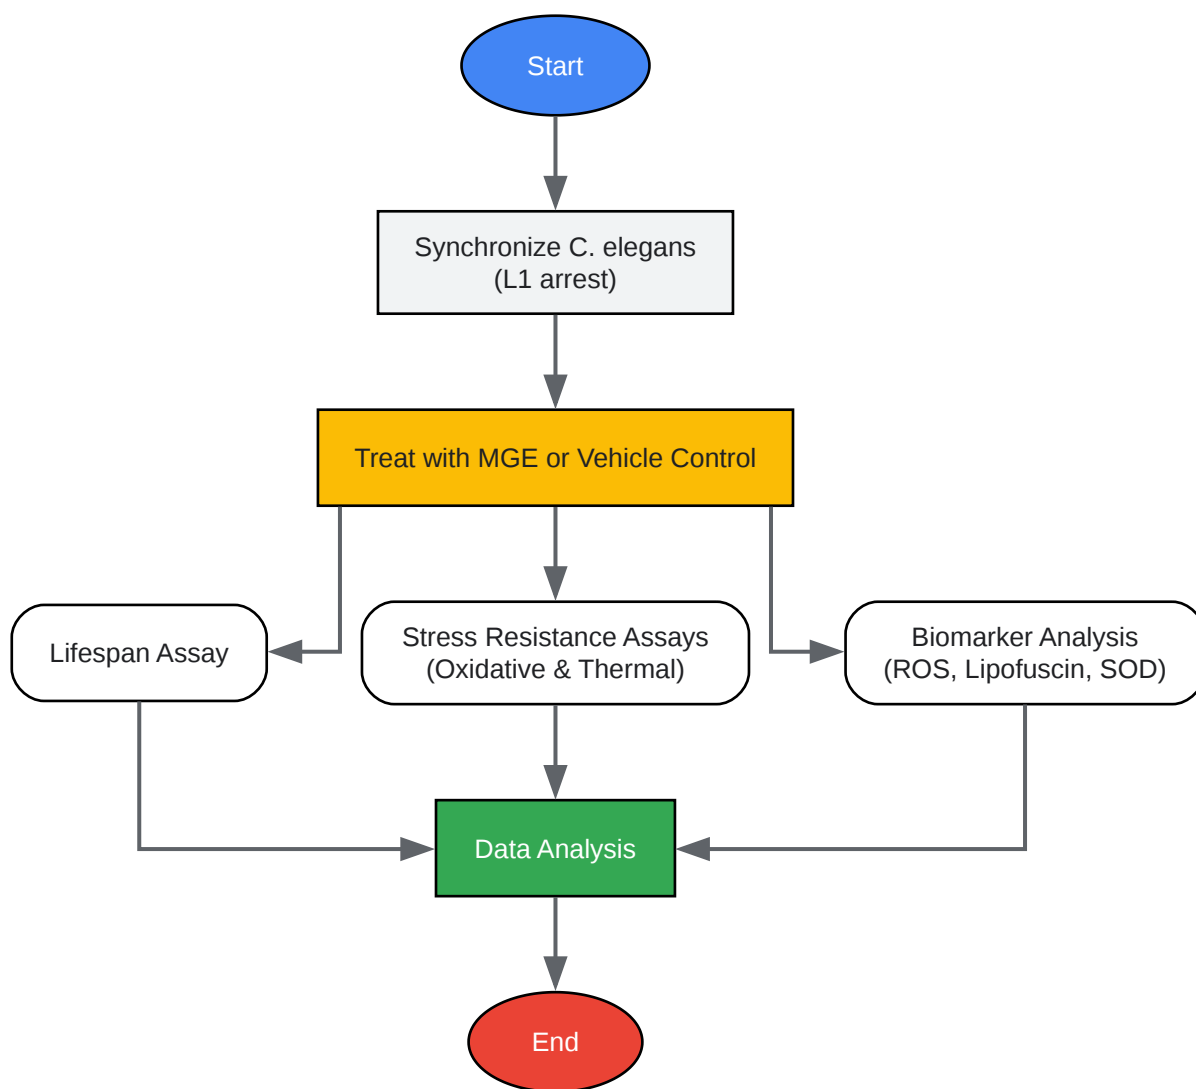 Start
Synchronize C. elegans
(L1 arrest)
Treat with MGE or Vehicle Control
Lifespan Assay
Stress Resistance Assays
(Oxidative & Thermal)
Biomarker Analysis
(ROS, Lipofuscin, SOD)
Data Analysis
End